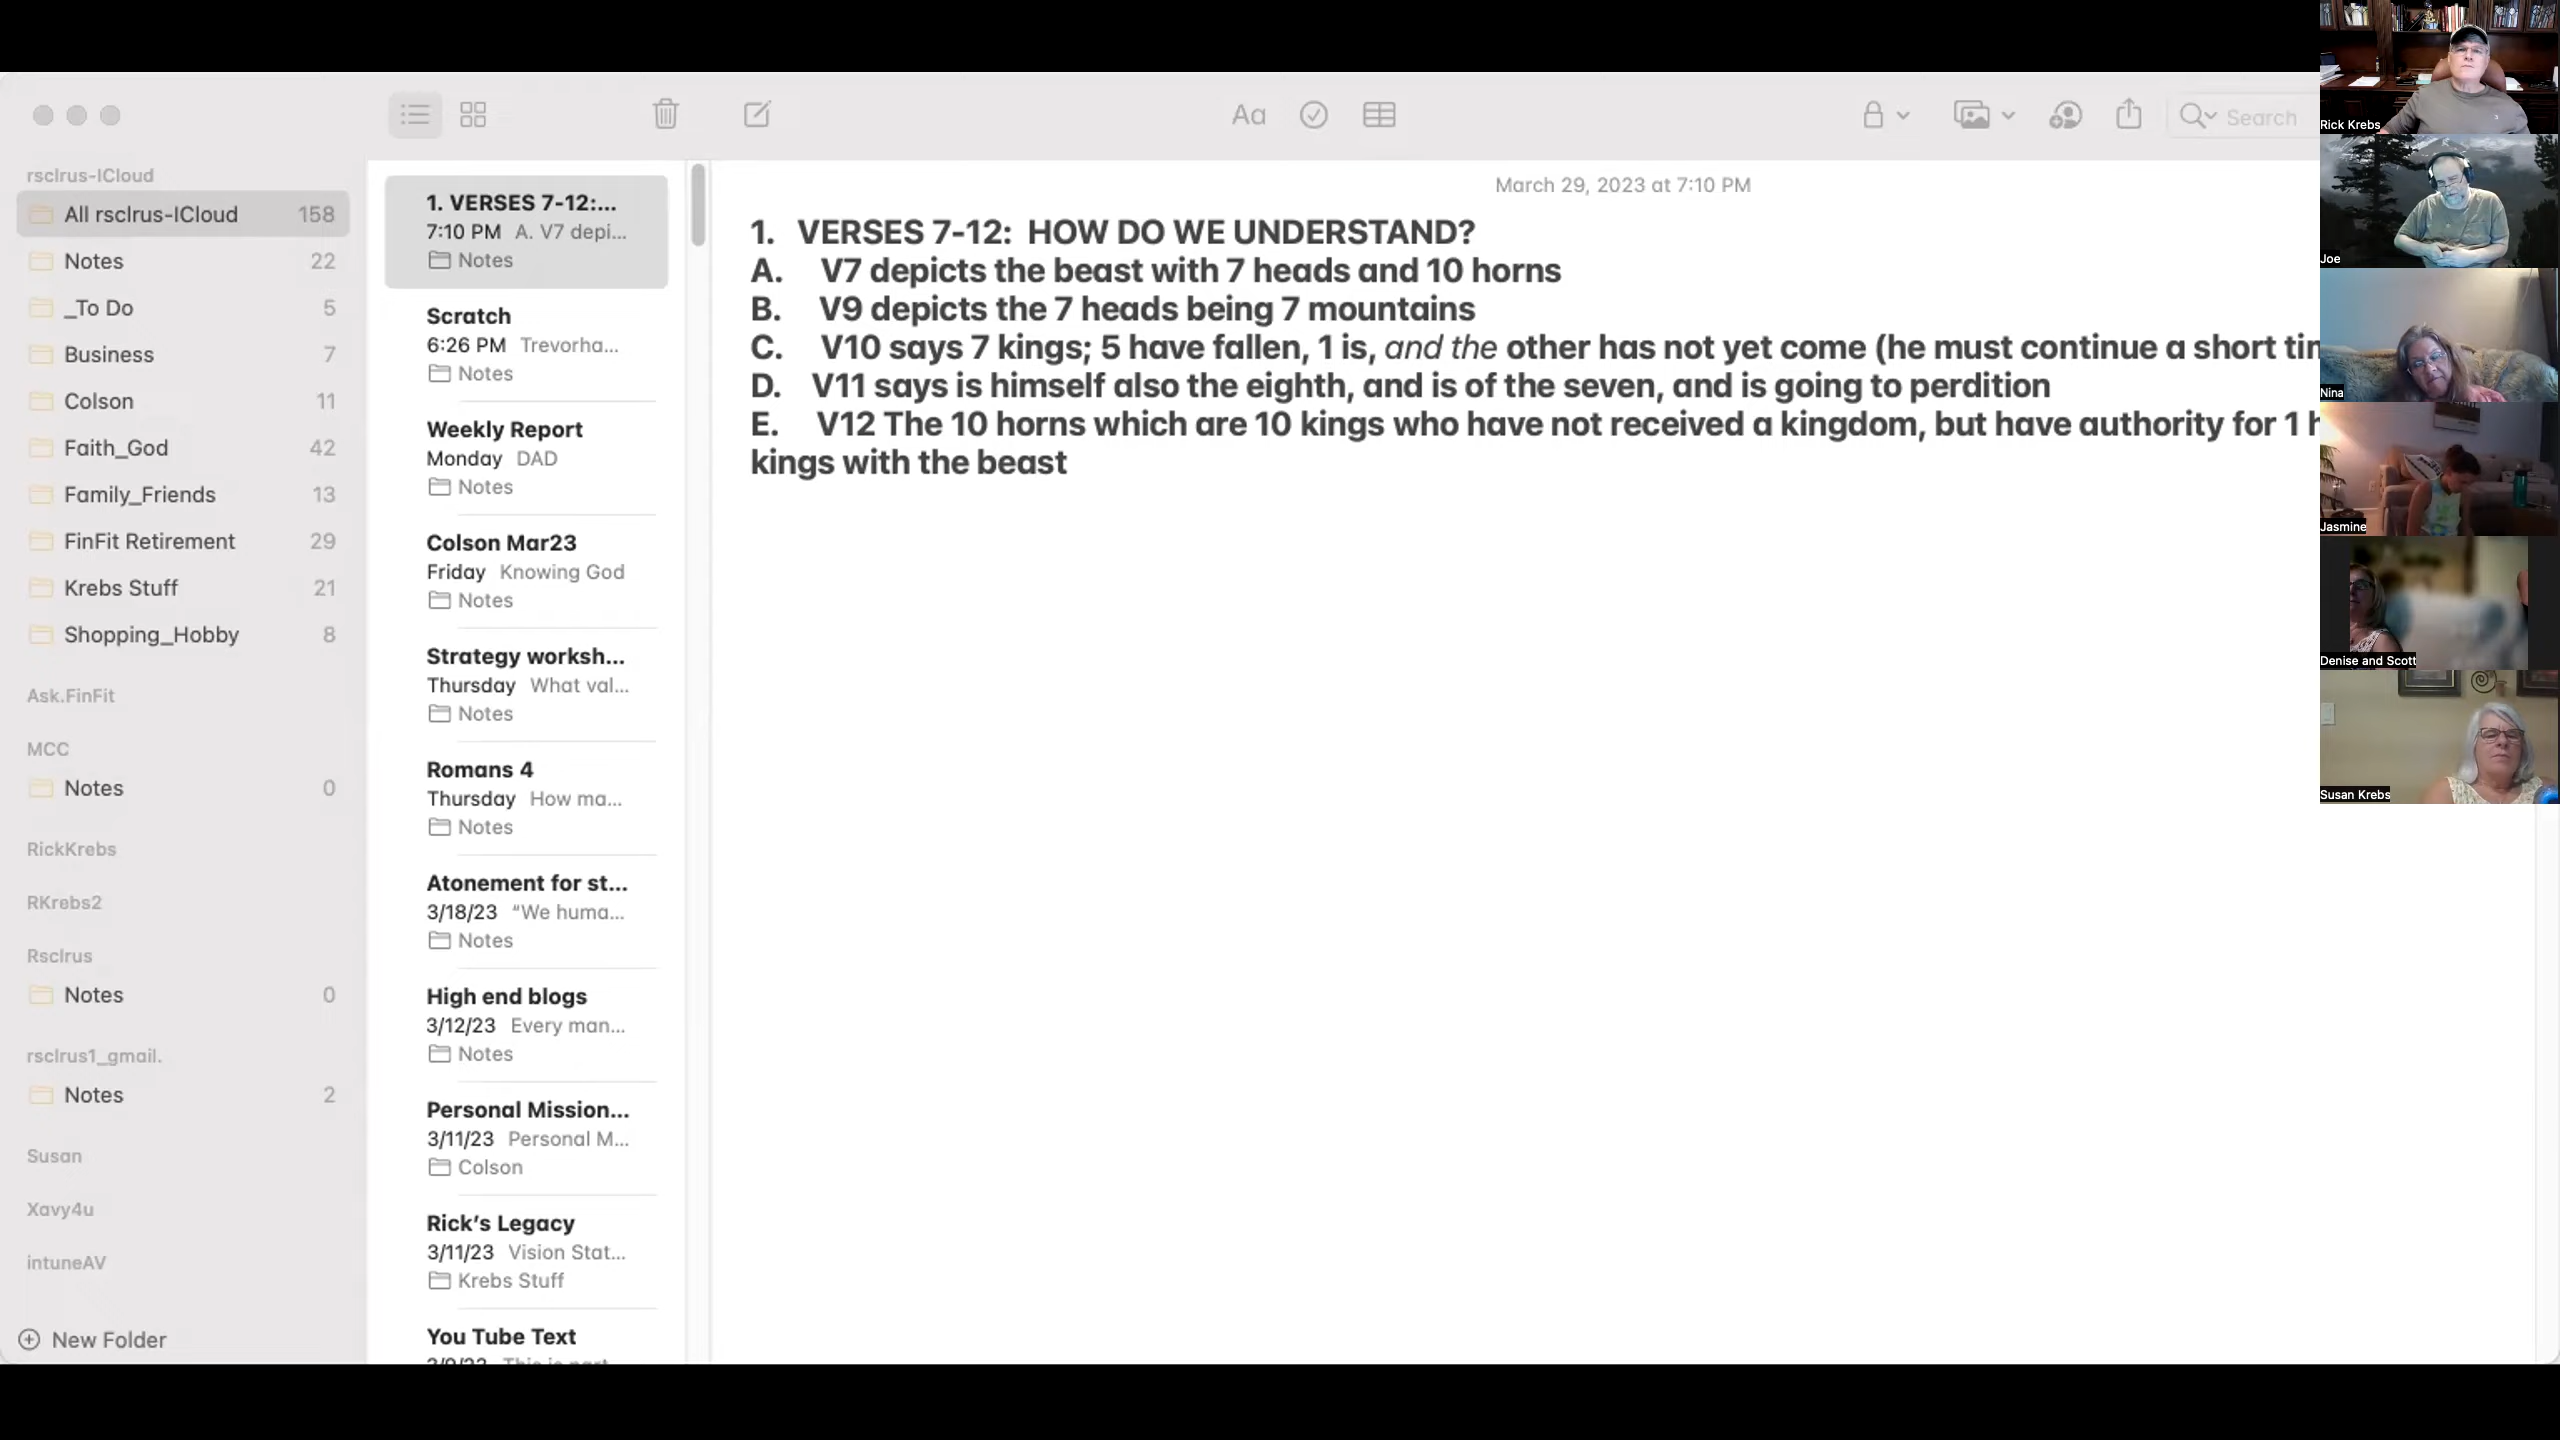 Search
rsclrus-ICloud
All rsclrus-ICloud 158
Notes 22
_To Do 5
Business 7
Colson 11
Faith_God 42
Family_Friends 13
FinFit Retirement 29
Krebs Stuff 21
Shopping_Hobby 8
Ask.FinFit
MCC
Notes 0
RickKrebs
RKrebs2
Rsclrus
Notes 0
rsclrus1_gmail.
Notes 2
Susan
Xavy4u
intuneAV
New Folder
1. VERSES 7-12:...
7:10 PM A. V7 depi...
Notes
Scratch
6:26 PM Trevorha...
Notes
Weekly Report
Monday DAD
Notes
Colson Mar23
Friday Knowing God
Notes
Strategy worksh...
Thursday What val...
Notes
Romans 4
Thursday How ma...
Notes
Atonement for st...
3/18/23 “We huma...
Notes
High end blogs
3/12/23 Every man...
Notes
Personal Mission...
3/11/23 Personal M...
Colson
Rick’s Legacy
3/11/23 Vision Stat...
Krebs Stuff
You Tube Text
Aa
March 29, 2023 at 7:10 PM
1. VERSES 7-12: HOW DO WE UNDERSTAND?
A. V7 depicts the beast with 7 heads and 10 horns
B. V9 depicts the 7 heads being 7 mountains
C. V10 says 7 kings; 5 have fallen, 1 is, and the other has not yet come (he must continue a short
D. V11 says is himself also the eighth, and is of the seven, and is going to perdition
E. V12 The 10 horns which are 10 kings who have not received a kingdom, but have authority for 1
kings with the beast
Rick Krebs
Joe
Nina
Jasmine
Denise and Scott
Susan Krebs